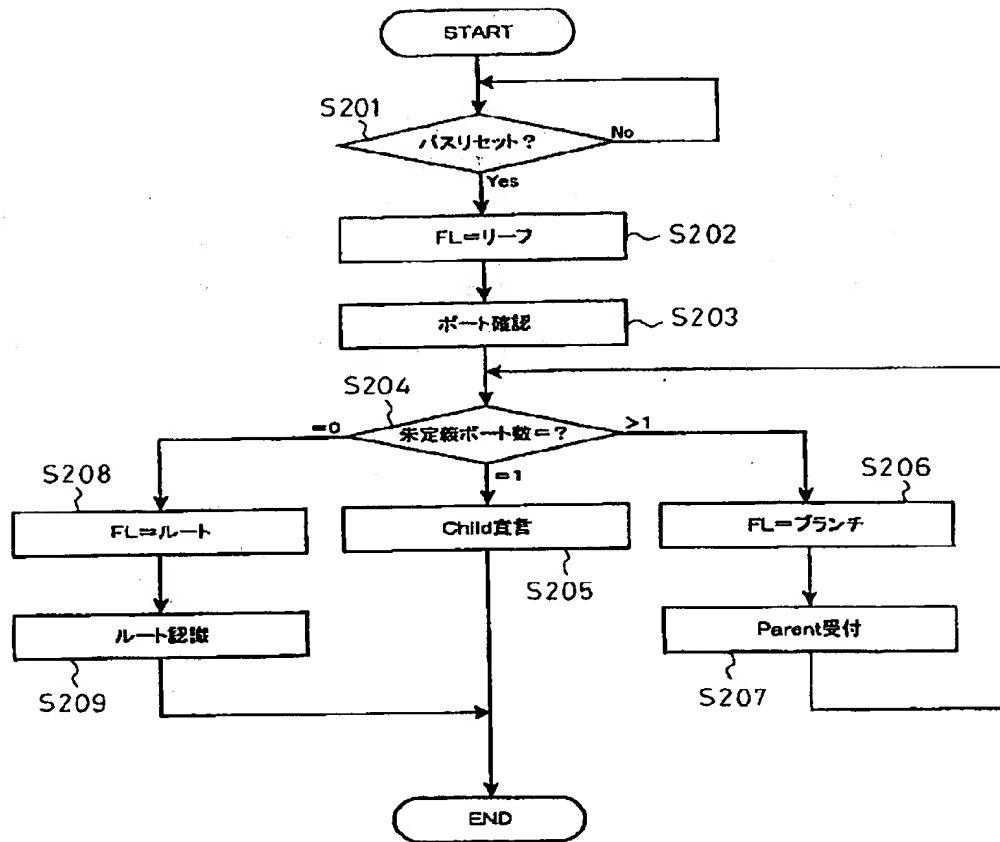 START
S201
バスリセット?
No
Yes
FL=リーフ
S202
ポート確認
S203
S204
=0
未定義ポート数=?
>1
=1
S208
FL=ルート
Child宣言
S205
S206
FL=ブランチ
ルート認識
S209
Parent受付
S207
END